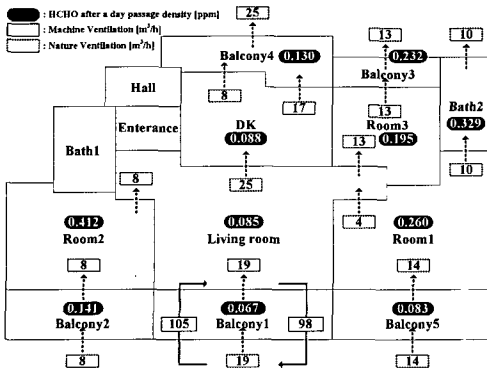 : HCHO after a day passage density [ppm]
: Machine Ventilation [m³/h]
: Nature Ventilation [m³/h]
25
Balcony4 0.130
13
0.232
Balcony3
10
Hall
8
17
13
Bath2
0.329
Enterance
DK
0.088
Room3
0.195
Bath1
13
8
25
10
4
0.412
Room2
0.085
Living room
0.260
Room1
8
19
14
0.141
Balcony2
105
0.067
Balcony1
98
0.083
Balcony5
8
19
14